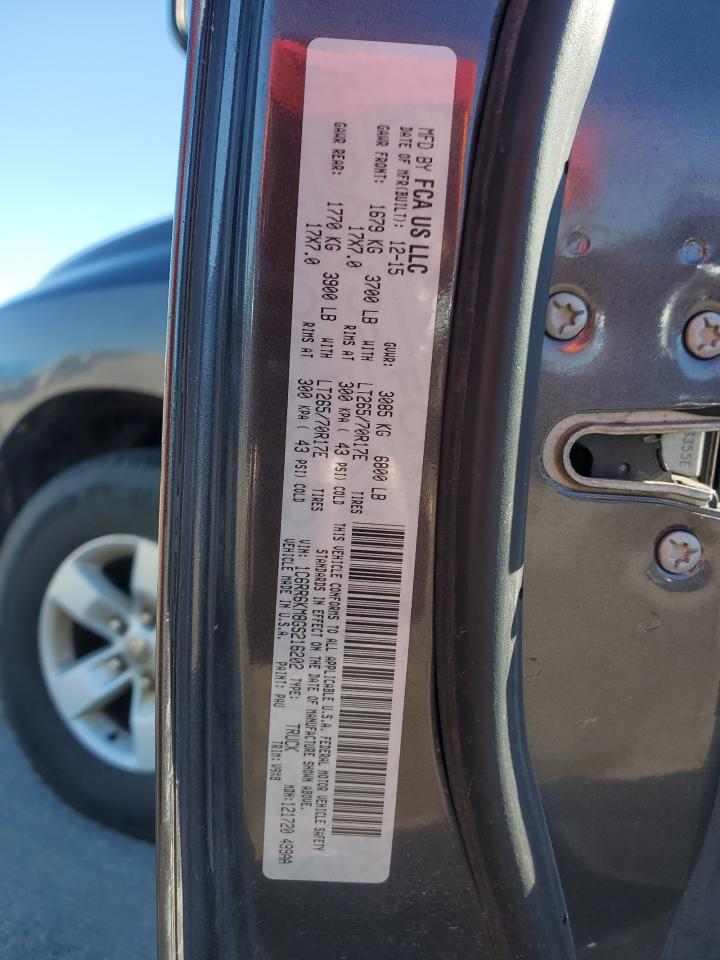 MFD BY FCA US LLC
DATE OF MFR(BUILT): 12-15 GVWR: 3085 KG 6800 LB
GAWR FRONT: 1679 KG 3700 LB WITH LT265/70R17E TIRES
17X7.0 RIMS AT 300 KPA ( 43 PSI) COLD
GAWR REAR: 1770 KG 3900 LB WITH LT265/70R17E TIRES
17X7.0 RIMS AT 300 KPA ( 43 PSI) COLD
THIS VEHICLE CONFORMS TO ALL APPLICABLE U.S.A. FEDERAL MOTOR VEHICLE SAFETY
STANDARDS IN EFFECT ON THE DATE OF MANUFACTURE SHOWN ABOVE.
VIN: 1C6RR6KM8GS216202 TYPE: TRUCK MDH:121720 499AA
VEHICLE MADE IN U.S.A. PAINT: PAU TRIM: V9X8
3355E